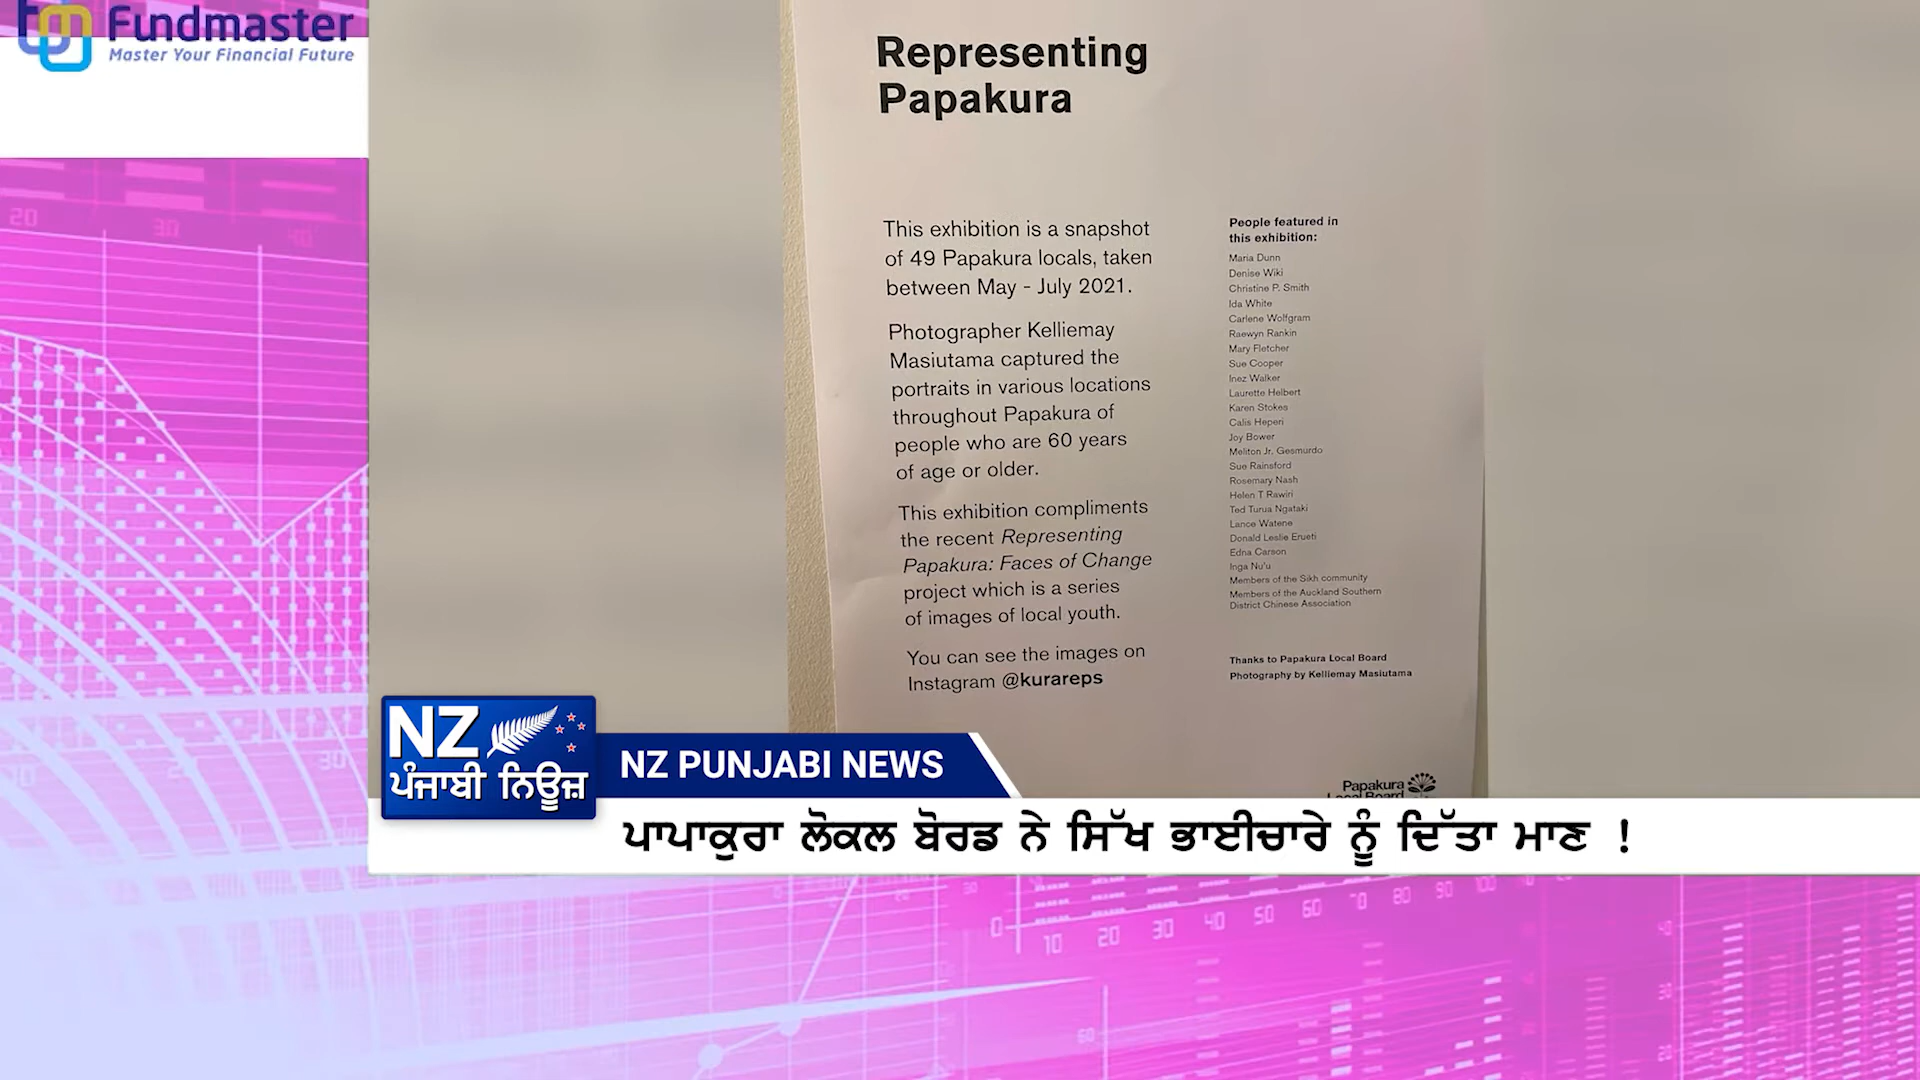 Fundmaster
Master Your Financial Future
Representing
Papakura
This exhibition is a snapshot
of 49 Papakura locals, taken
between May - July 2021.
Photographer Kelliemay
Masiutama captured the
portraits in various locations
throughout Papakura of
people who are 60 years
of age or older.
This exhibition compliments
the recent Representing
Papakura: Faces of Change
project which is a series
of images of local youth.
You can see the images on
Instagram @kurareps
People featured in
this exhibition:
Maria Dunn
Denise Wiki
Christine P. Smith
Ida White
Carlene Wolfgram
Raewyn Rankin
Mary Fletcher
Sue Cooper
Inez Walker
Laurette Helbert
Karen Stokes
Calis Heperi
Joy Bower
Meliton Jr. Gesmurdo
Sue Rainsford
Rosemary Nash
Helen T Rawiri
Ted Turua Ngataki
Lance Watene
Donald Leslie Erueti
Edna Carson
Inga Nu'u
Members of the Sikh community
Members of the Auckland Southern
District Chinese Association
Thanks to Papakura Local Board
Photography by Kelliemay Masiutama
Papakura
Local Board
NZ
ਪੰਜਾਬੀ ਨਿਊਜ਼
NZ PUNJABI NEWS
ਪਾਪਾਕੁਰਾ ਲੋਕਲ ਬੋਰਡ ਨੇ ਸਿੱਖ ਭਾਈਚਾਰੇ ਨੂੰ ਦਿੱਤਾ ਮਾਣ !